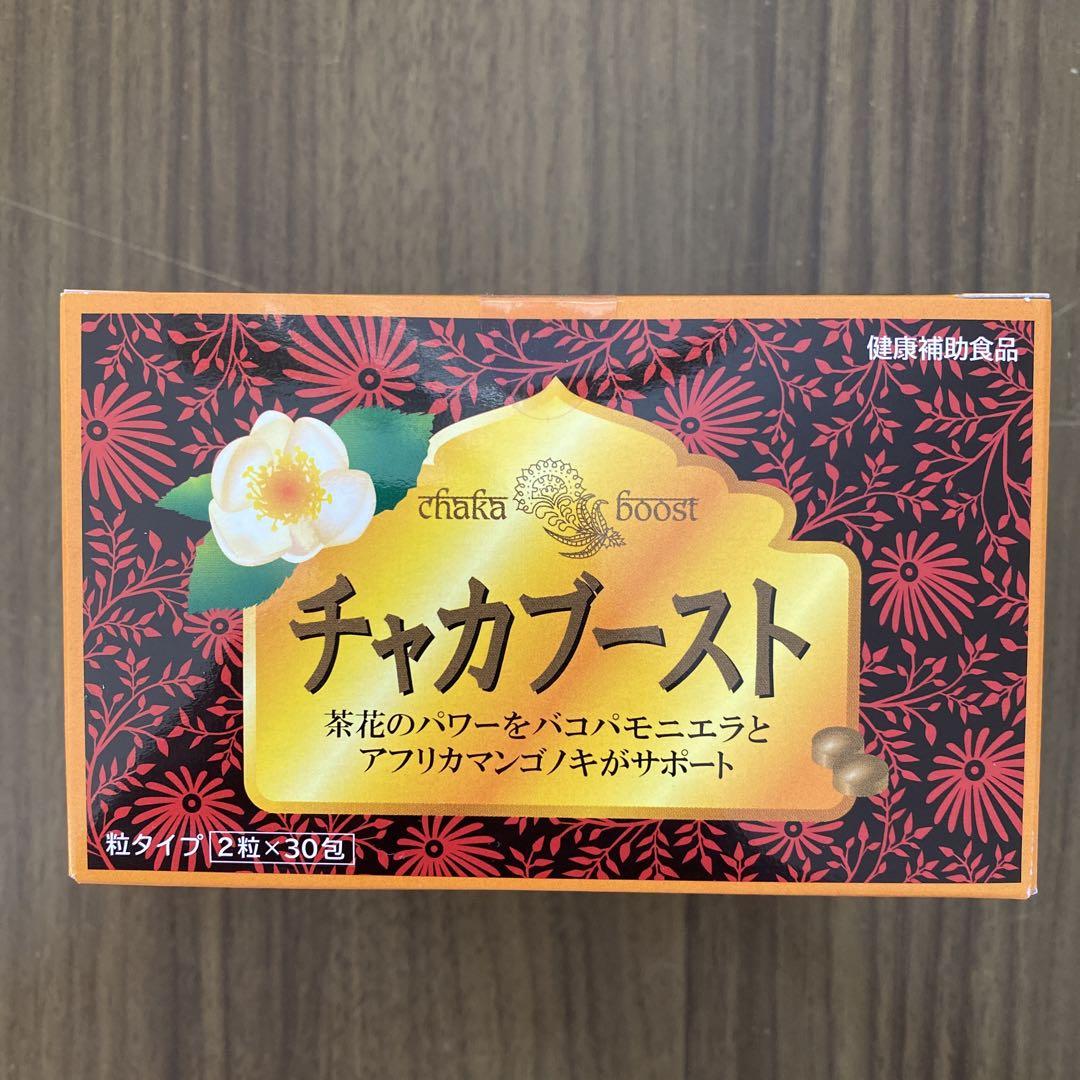 健康補助食品
chaka boost
チャカブースト
茶花のパワーをバコパモニエラと
アフリカマンゴノキがサポート
粒タイプ 2粒×30包